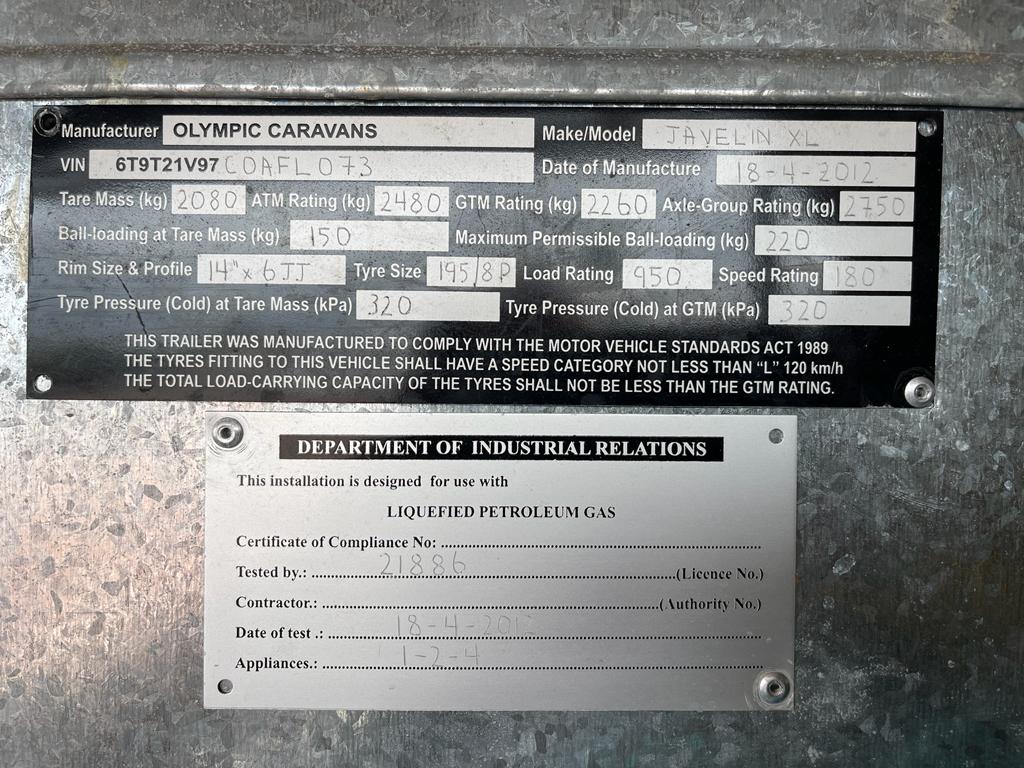 Manufacturer OLYMPIC CARAVANS Make/Model JAVELIN XL
VIN 6T9T21V97 C0AFL073 Date of Manufacture 18-4-2012
Tare Mass (kg) 2080 ATM Rating (kg) 2480 GTM Rating (kg) 2260 Axle-Group Rating (kg) 2750
Ball-loading at Tare Mass (kg) 150 Maximum Permissible Ball-loading (kg) 220
Rim Size & Profile 14" x 6JJ Tyre Size 195/8P Load Rating 950 Speed Rating 180
Tyre Pressure (Cold) at Tare Mass (kPa) 320 Tyre Pressure (Cold) at GTM (kPa) 320
THIS TRAILER WAS MANUFACTURED TO COMPLY WITH THE MOTOR VEHICLE STANDARDS ACT 1989
THE TYRES FITTING TO THIS VEHICLE SHALL HAVE A SPEED CATEGORY NOT LESS THAN "L" 120 km/h
THE TOTAL LOAD-CARRYING CAPACITY OF THE TYRES SHALL NOT BE LESS THAN THE GTM RATING.
DEPARTMENT OF INDUSTRIAL RELATIONS
This installation is designed for use with
LIQUEFIED PETROLEUM GAS
Certificate of Compliance No:
Tested by.: 21886 (Licence No.)
Contractor.: (Authority No.)
Date of test .: 18-4-2012
Appliances.: 1-2-4